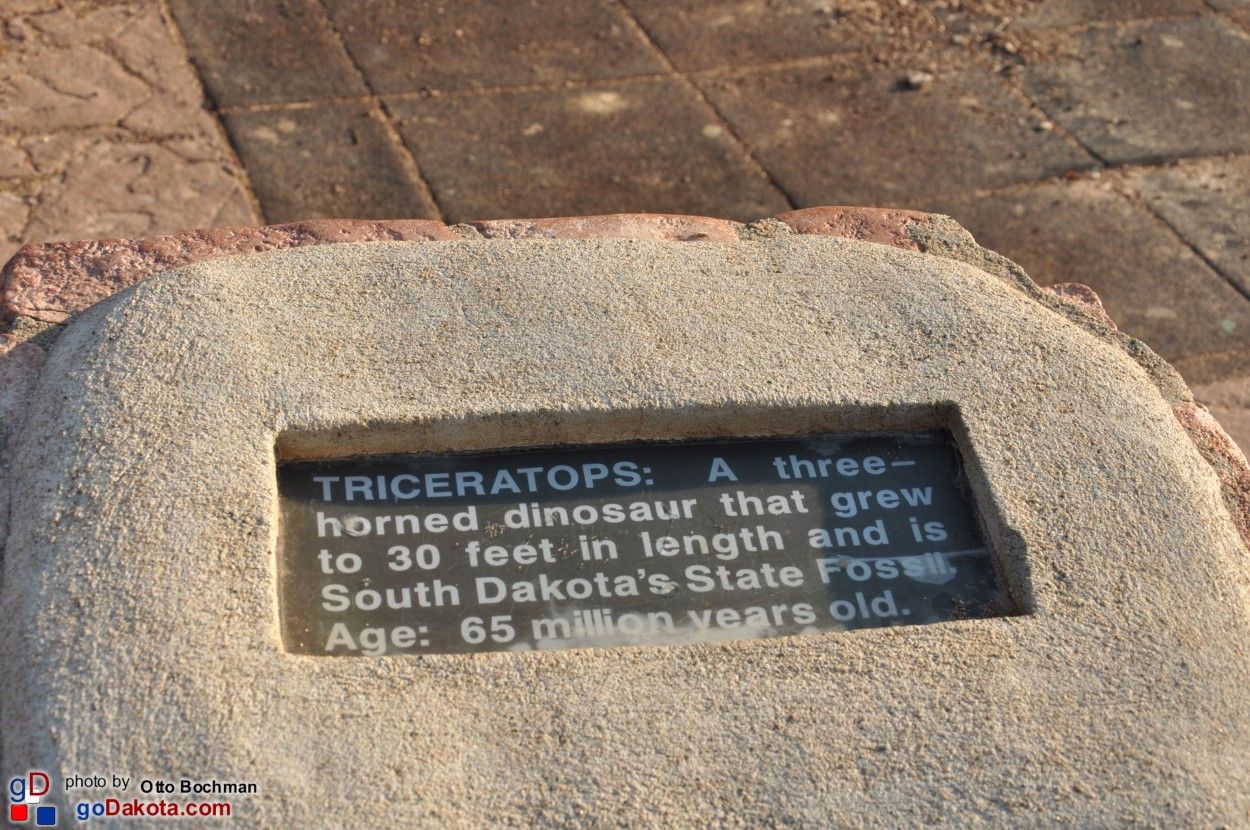 TRICERATOPS: A three-
horned dinosaur that grew
to 30 feet in length and is
South Dakota's State Fossil.
Age: 65 million years old.
gD photo by Otto Bochman
goDakota.com